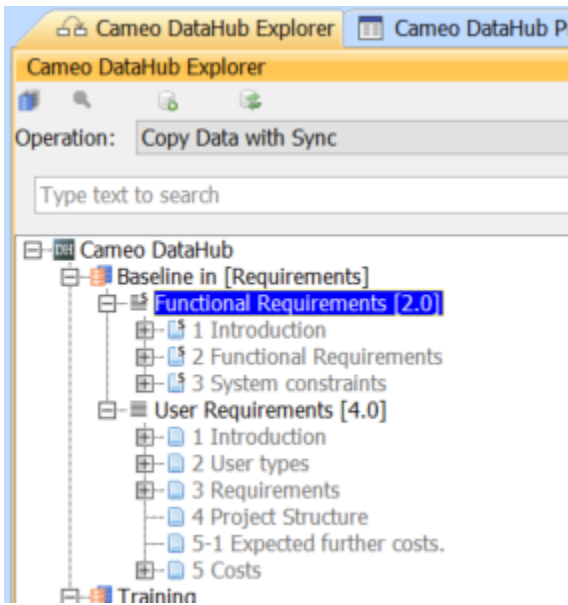 Cameo DataHub Explorer Cameo DataHub P
Cameo DataHub Explorer
Operation: Copy Data with Sync
Type text to search
DH Cameo DataHub
Baseline in [Requirements]
Functional Requirements [2.0]
1 Introduction
2 Functional Requirements
3 System constraints
User Requirements [4.0]
1 Introduction
2 User types
3 Requirements
4 Project Structure
5-1 Expected further costs.
5 Costs
Training